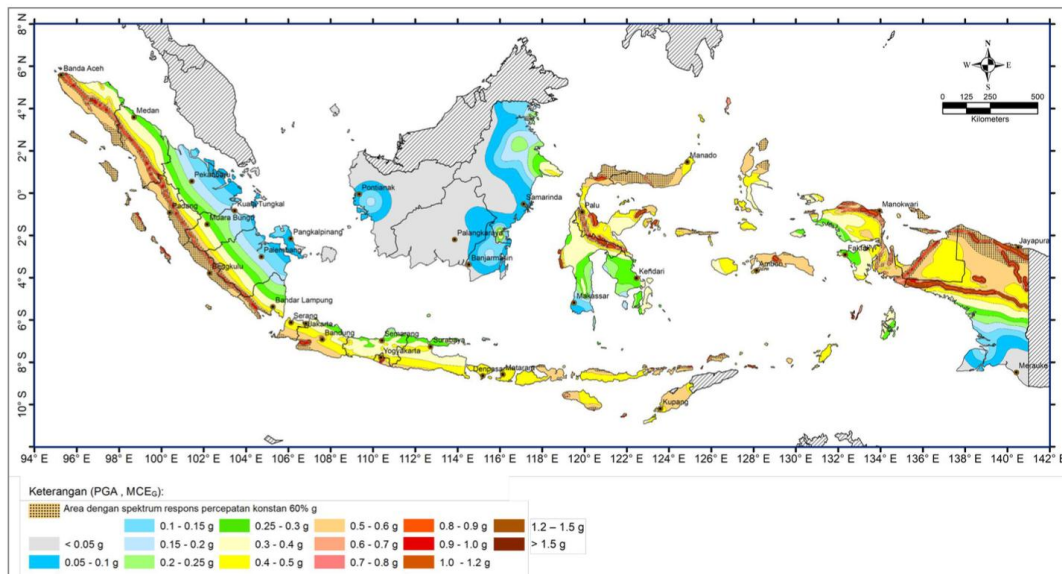 8° N
6° N
4° N
2° N
0°
2° S
4° S
6° S
8° S
10° S
Banda Aceh
Medan
Pekanbaru
Padang
Kuala Tungkal
Muara Bungo
Pangkalpinang
Palembang
Bengkulu
Bandar Lampung
Serang
Jakarta
Bandung
Semarang
Yogyakarta
Surabaya
Denpasar
Mataram
Kupang
Pontianak
Palangkaraya
Banjarmasin
Samarinda
Manado
Palu
Kendari
Makassar
Ambon
Manokwari
Fakfak
Jayapura
Merauke
N
W E
S
0 125 250 500
Kilometers
94° E 96° E 98° E 100° E 102° E 104° E 106° E 108° E 110° E 112° E 114° E 116° E 118° E 120° E 122° E 124° E 126° E 128° E 130° E 132° E 134° E 136° E 138° E 140° E 142° E
Keterangan (PGA , MCEG):
Area dengan spektrum respons percepatan konstan 60% g
0.1 - 0.15 g 0.25 - 0.3 g 0.5 - 0.6 g 0.8 - 0.9 g 1.2 – 1.5 g
< 0.05 g 0.15 - 0.2 g 0.3 - 0.4 g 0.6 - 0.7 g 0.9 - 1.0 g > 1.5 g
0.05 - 0.1 g 0.2 - 0.25 g 0.4 - 0.5 g 0.7 - 0.8 g 1.0 - 1.2 g